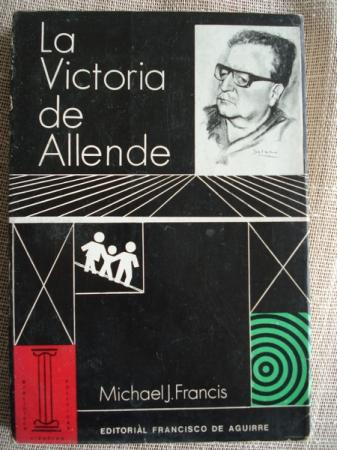 La
Victoria
de
Allende
Michael J. Francis
EDITORIAL FRANCISCO DE AGUIRRE